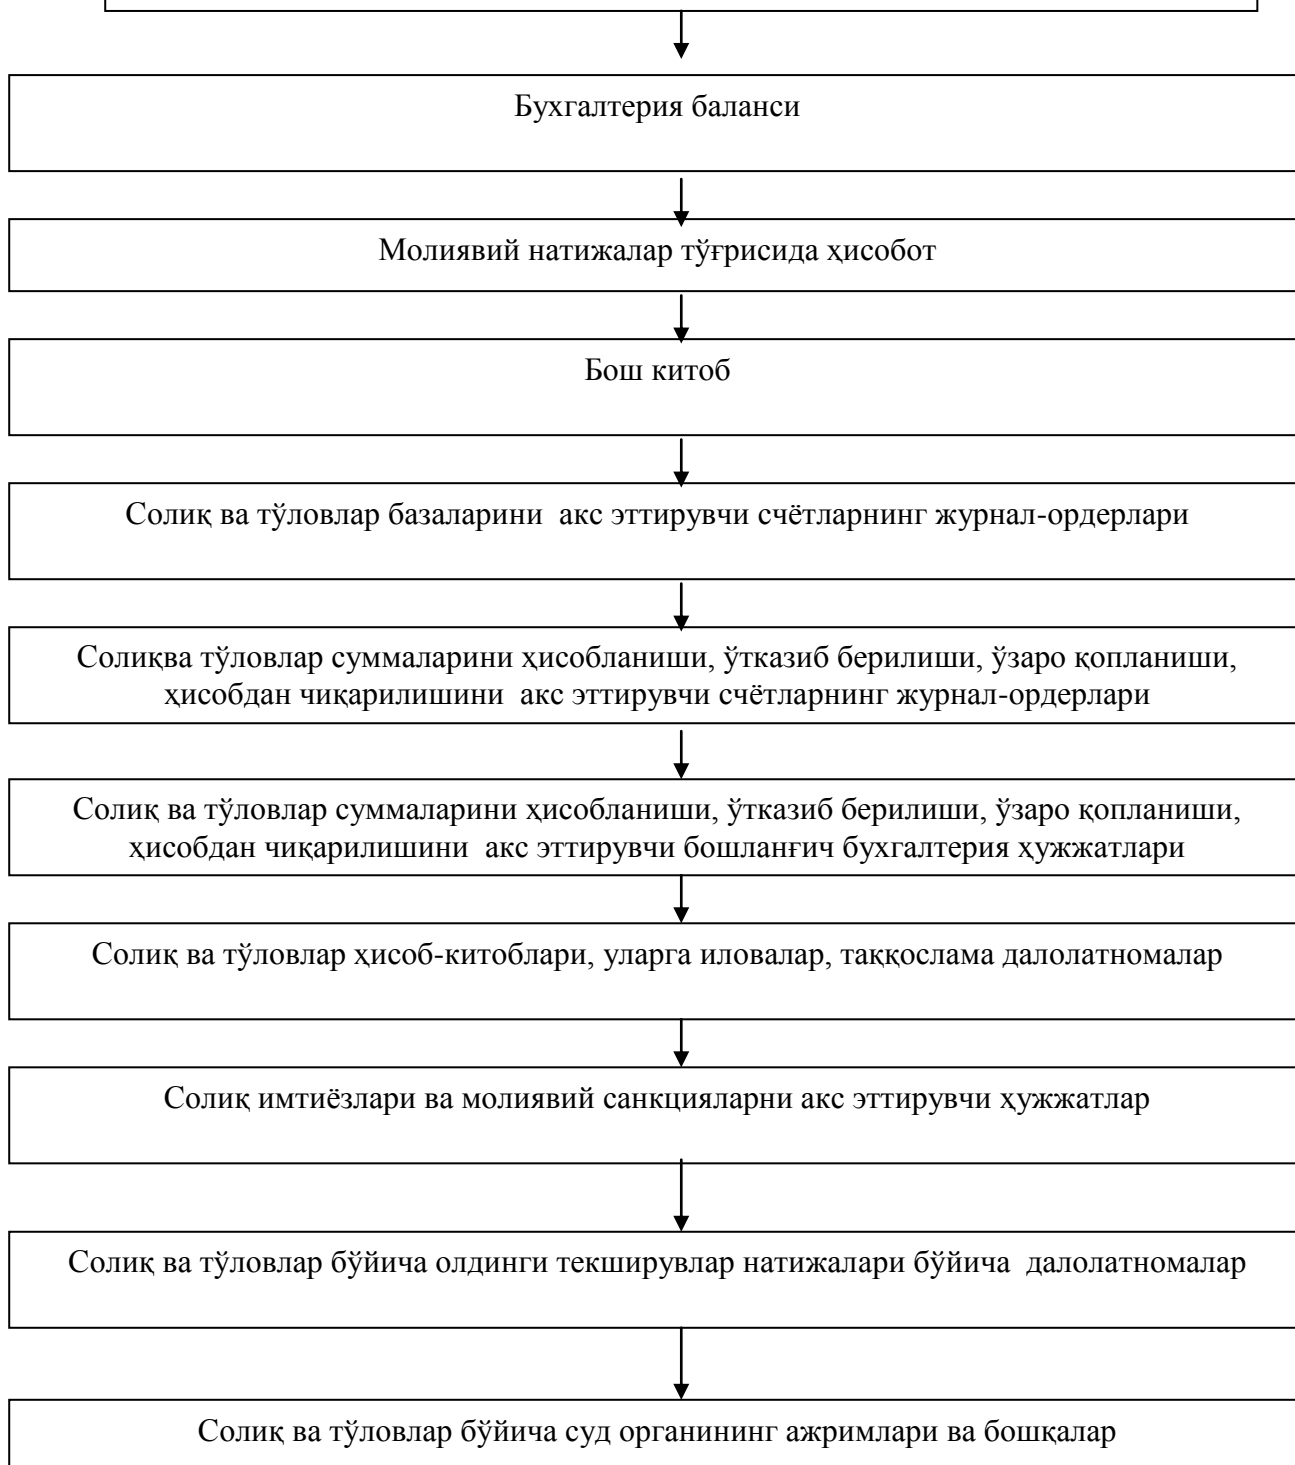 Бухгалтерия баланси
Молиявий натижалар тўғрисида ҳисобот
Бош китоб
Солиқ ва тўловлар базаларини акс эттирувчи счётларнинг журнал-ордерлари
Солиқва тўловлар суммаларини ҳисобланиши, ўтказиб берилиши, ўзаро қопланиши,
ҳисобдан чиқарилишини акс эттирувчи счётларнинг журнал-ордерлари
Солиқ ва тўловлар суммаларини ҳисобланиши, ўтказиб берилиши, ўзаро қопланиши,
ҳисобдан чиқарилишини акс эттирувчи бошланғич бухгалтерия ҳужжатлари
Солиқ ва тўловлар ҳисоб-китоблари, уларга иловалар, таққослама далолатномалар
Солиқ имтиёзлари ва молиявий санкцияларни акс эттирувчи ҳужжатлар
Солиқ ва тўловлар бўйича олдинги текширувлар натижалари бўйича далолатномалар
Солиқ ва тўловлар бўйича суд органининг ажримлари ва бошқалар